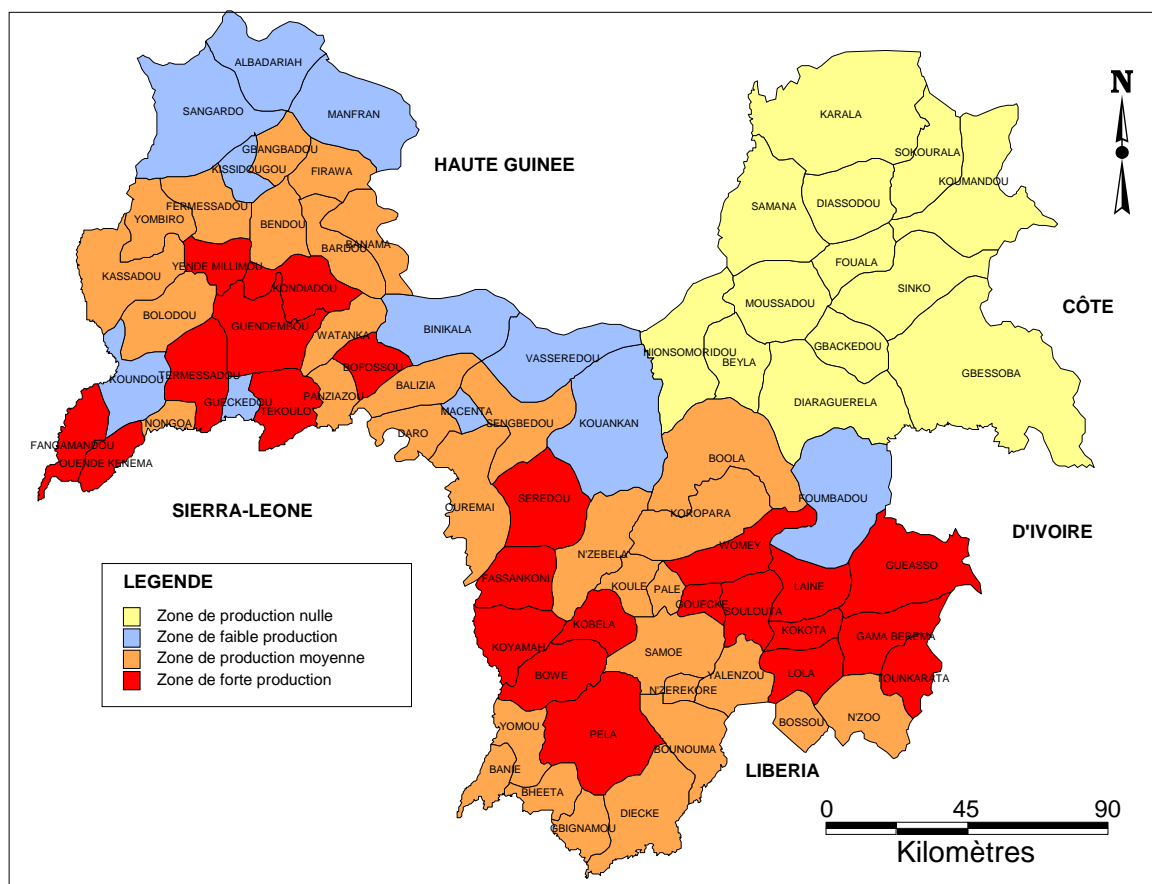 ALBADARIAH
SANGARDO
MANFRAN
KARALA
N
GBANGBADOU
HAUTE GUINEE
SOKOURALA
KISSIDOUGOU
FIRAWA
KOUMANDOU
FERMESSADOU
SAMANA
DIASSODOU
YOMBIRO
BENDOU
BANAMA
BARDOU
YENDE MILLIMOU
FOUALA
KASSADOU
KONDIADOU
SINKO
BOLODOU
MOUSSADOU
CÔTE
GUENDEMBOU
BINIKALA
WATANKA
GBACKEDOU
NIONSOMORIDOU
VASSEREDOU
BEYLA
BOFOSSOU
GBESSOBA
KOUNDOU
TERMESSADOU
BALIZIA
PANZIAZOU
GUECKEDOU
DIARAGUERELA
TEKOULO
MACENTA
NONGOA
SENGBEDOU
KOUANKAN
DARO
FANGAMANDOU
BOOLA
OUENDE KENEMA
FOUMBADOU
SEREDOU
SIERRA-LEONE
OUREMAI
KOROPARA
D'IVOIRE
WOMEY
N'ZEBELA
GUEASSO
LEGENDE
FASSANKONI
KOULE
PALE
LAINE
GOUECKE
SOULOUTA
Zone de production nulle
KOBELA
KOKOTA
GAMA BEREMA
Zone de faible production
KOYAMAH
SAMOE
Zone de production moyenne
BOWE
YALENZOU
LOLA
TOUNKARATA
Zone de forte production
N'ZEREKORE
BOSSOU
N'ZOO
YOMOU
PELA
BOUNOUMA
BANIE
LIBERIA
BHEETA
DIECKE
GBIGNAMOU
0 45 90
Kilomètres